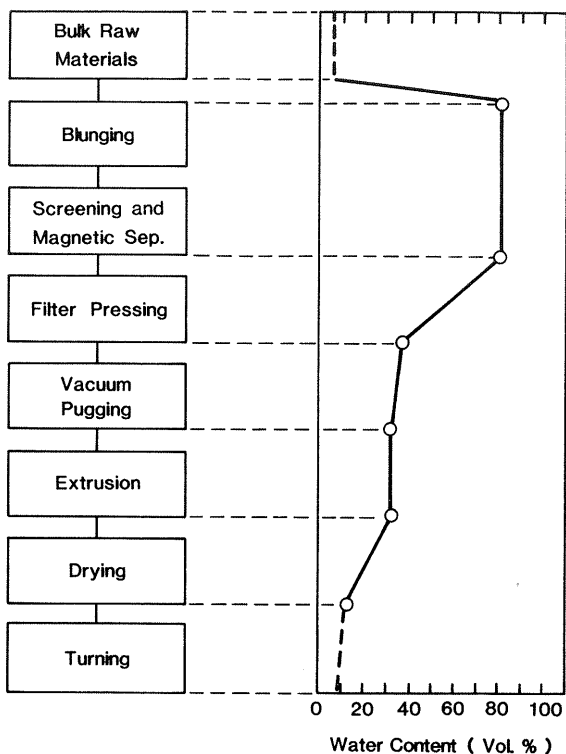 Bulk Raw
Materials
Blunging
Screening and
Magnetic Sep.
Filter Pressing
Vacuum
Pugging
Extrusion
Drying
Turning
0 20 40 60 80 100
Water Content ( Vol. % )